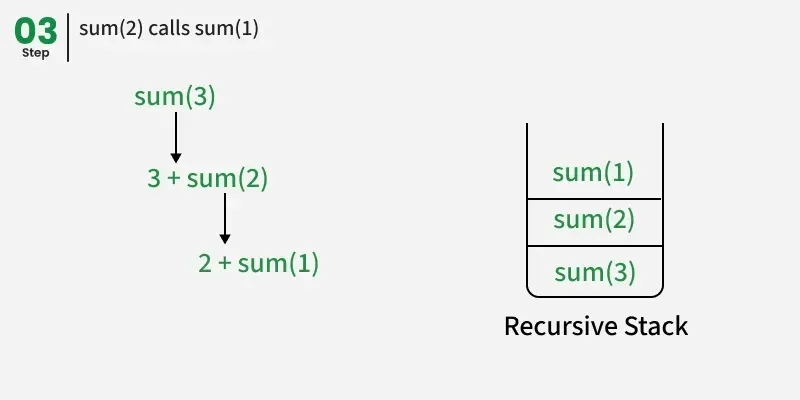 03
Step
sum(2) calls sum(1)
sum(3)
3 + sum(2)
2 + sum(1)
sum(1)
sum(2)
sum(3)
Recursive Stack